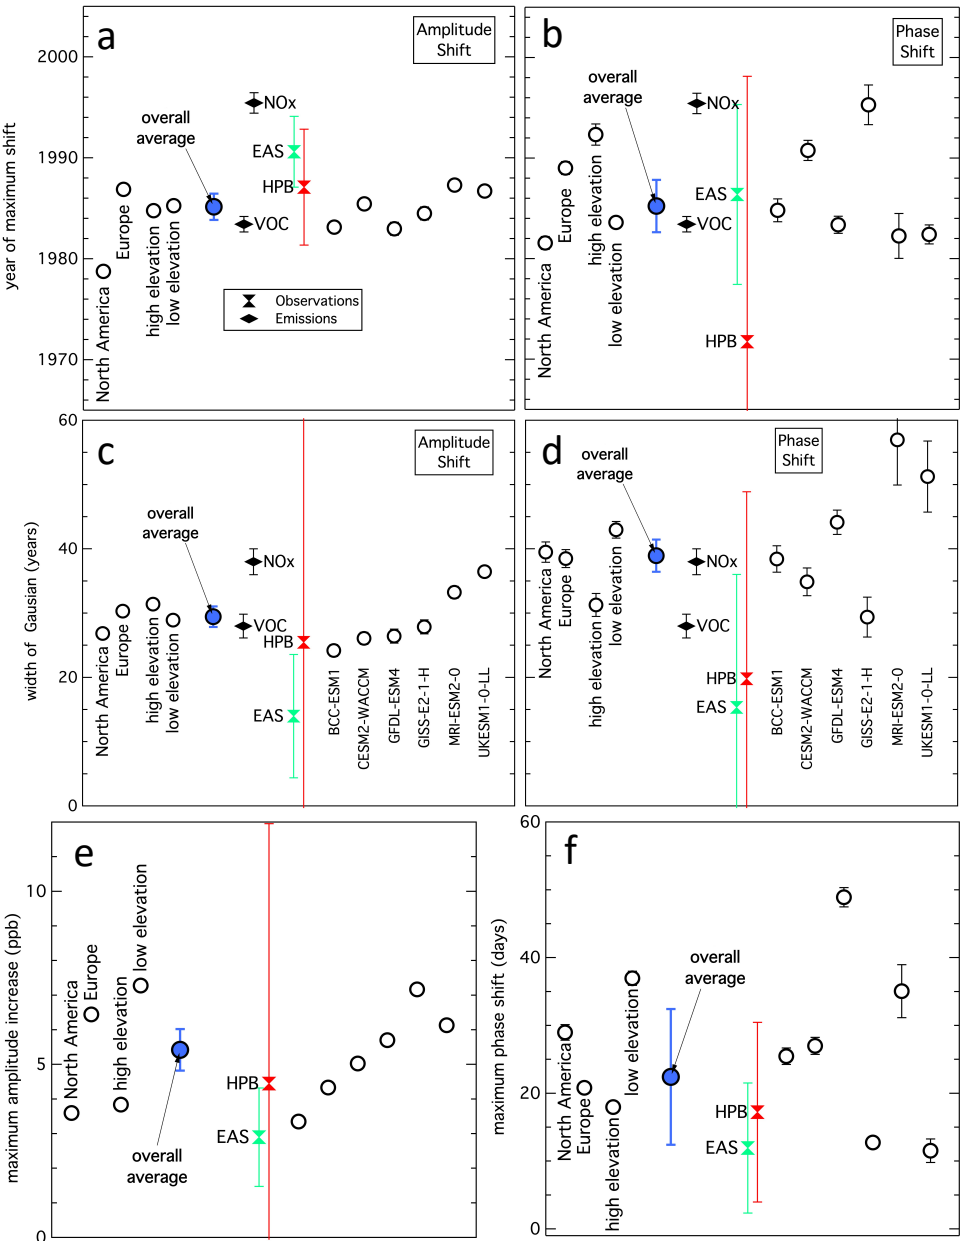 a
Amplitude
Shift
year of maximum shift
2000
1990
1980
1970
overall
average
NOx
EAS
HPB
VOC
North America
Europe
high elevation
low elevation
Observations
Emissions
b
Phase
Shift
overall
average
NOx
EAS
VOC
HPB
North America
Europe
high elevation
low elevation
c
Amplitude
Shift
width of Gausian (years)
60
40
20
0
overall
average
NOx
VOC
HPB
EAS
North America
Europe
high elevation
low elevation
BCC-ESM1
CESM2-WACCM
GFDL-ESM4
GISS-E2-1-H
MRI-ESM2-0
UKESM1-0-LL
d
Phase
Shift
overall
average
NOx
VOC
HPB
EAS
North America
Europe
high elevation
low elevation
BCC-ESM1
CESM2-WACCM
GFDL-ESM4
GISS-E2-1-H
MRI-ESM2-0
UKESM1-0-LL
e
maximum amplitude increase (ppb)
10
5
0
North America
Europe
high elevation
low elevation
overall
average
HPB
EAS
f
maximum phase shift (days)
60
40
20
0
North America
Europe
high elevation
low elevation
overall
average
HPB
EAS